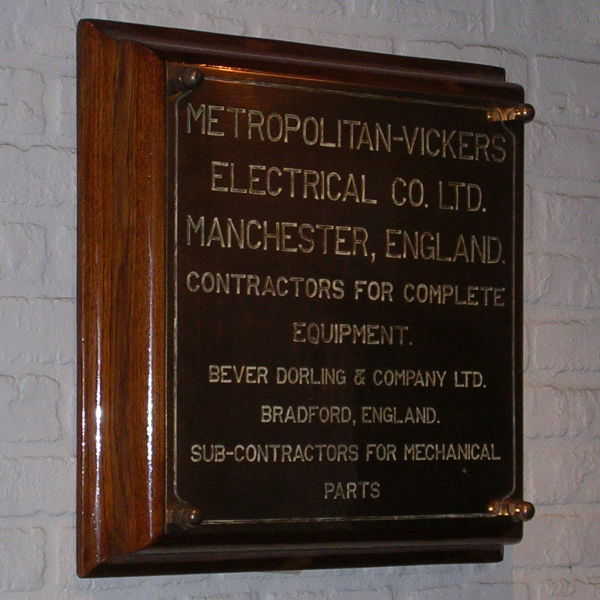 METROPOLITAN-VICKERS
ELECTRICAL CO. LTD.
MANCHESTER, ENGLAND.
CONTRACTORS FOR COMPLETE
EQUIPMENT.
BEVER DORLING & COMPANY LTD.
BRADFORD, ENGLAND.
SUB-CONTRACTORS FOR MECHANICAL
PARTS